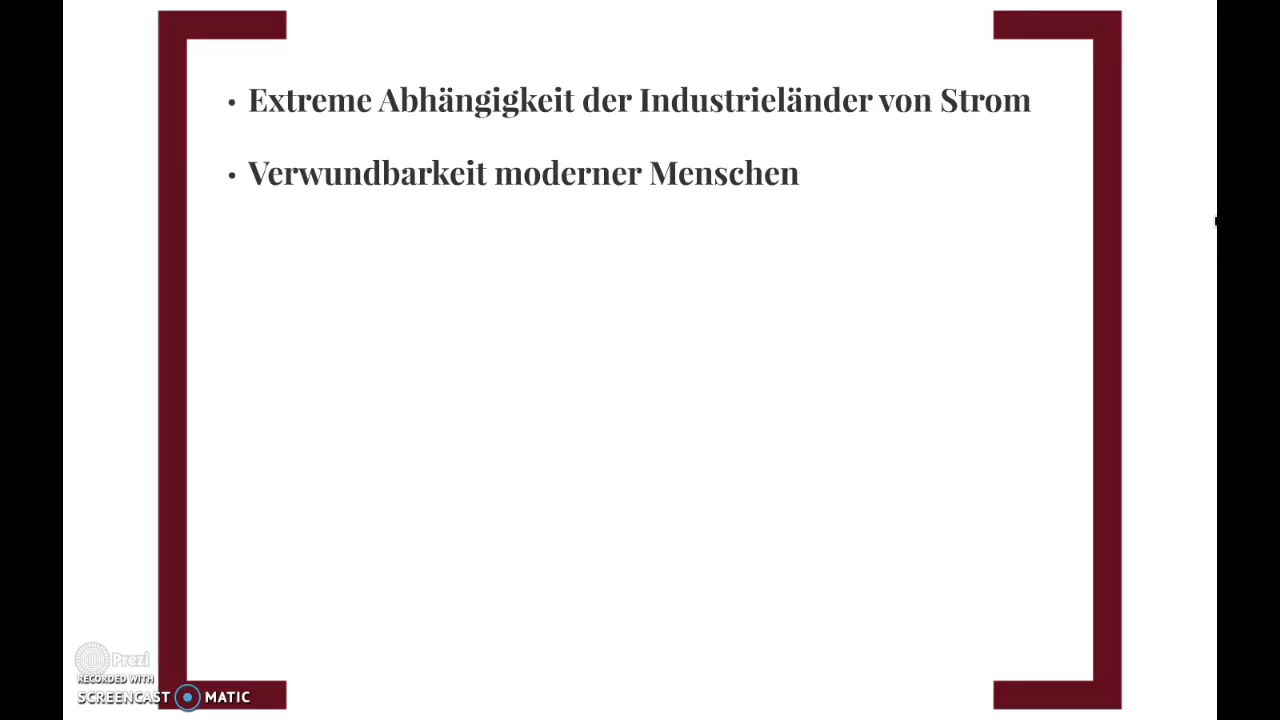 • Extreme Abhängigkeit der Industrieländer von Strom
• Verwundbarkeit moderner Menschen
Prezi
RECORDED WITH
SCREENCAST MATIC